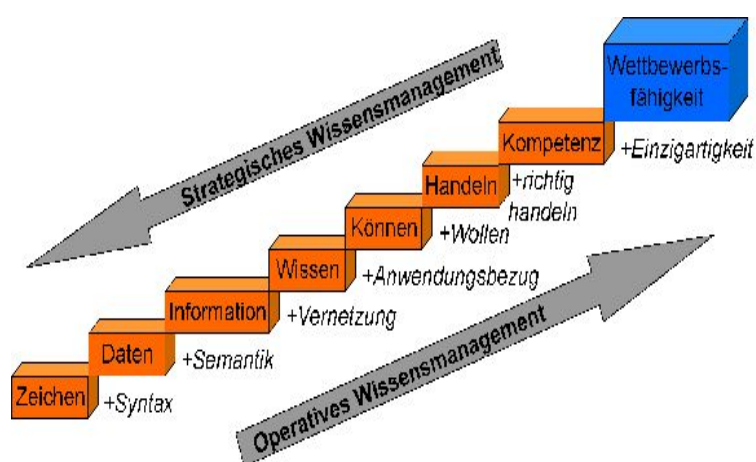 Wettbewerbs-
fähigkeit
Strategisches Wissensmanagement
Kompetenz
+Einzigartigkeit
Handeln
+richtig
handeln
Können
+Wollen
Wissen
+Anwendungsbezug
Information
+Vernetzung
Daten
+Semantik
Zeichen
+Syntax
Operatives Wissensmanagement